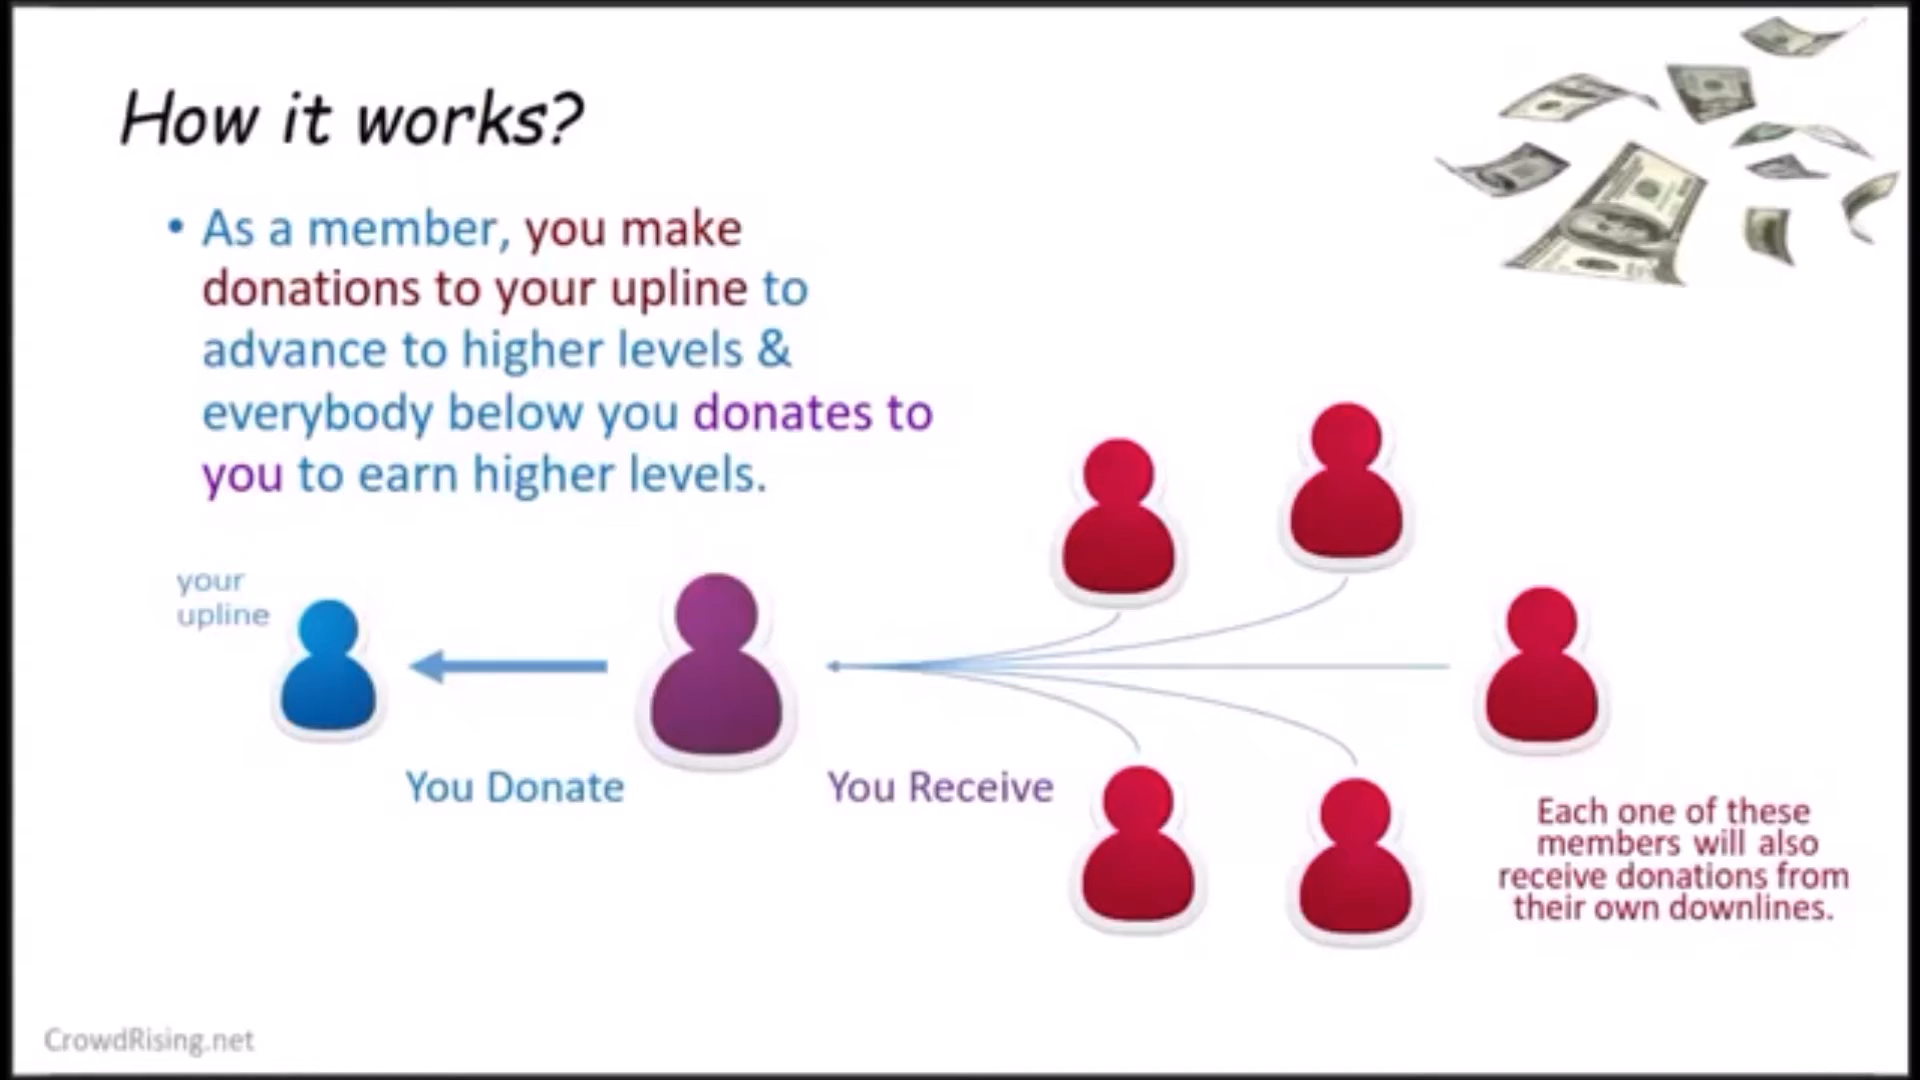 How it works?
• As a member, you make
donations to your upline to
advance to higher levels &
everybody below you donates to
you to earn higher levels.
your
upline
You Donate
You Receive
Each one of these
members will also
receive donations from
their own downlines.
CrowdRising.net